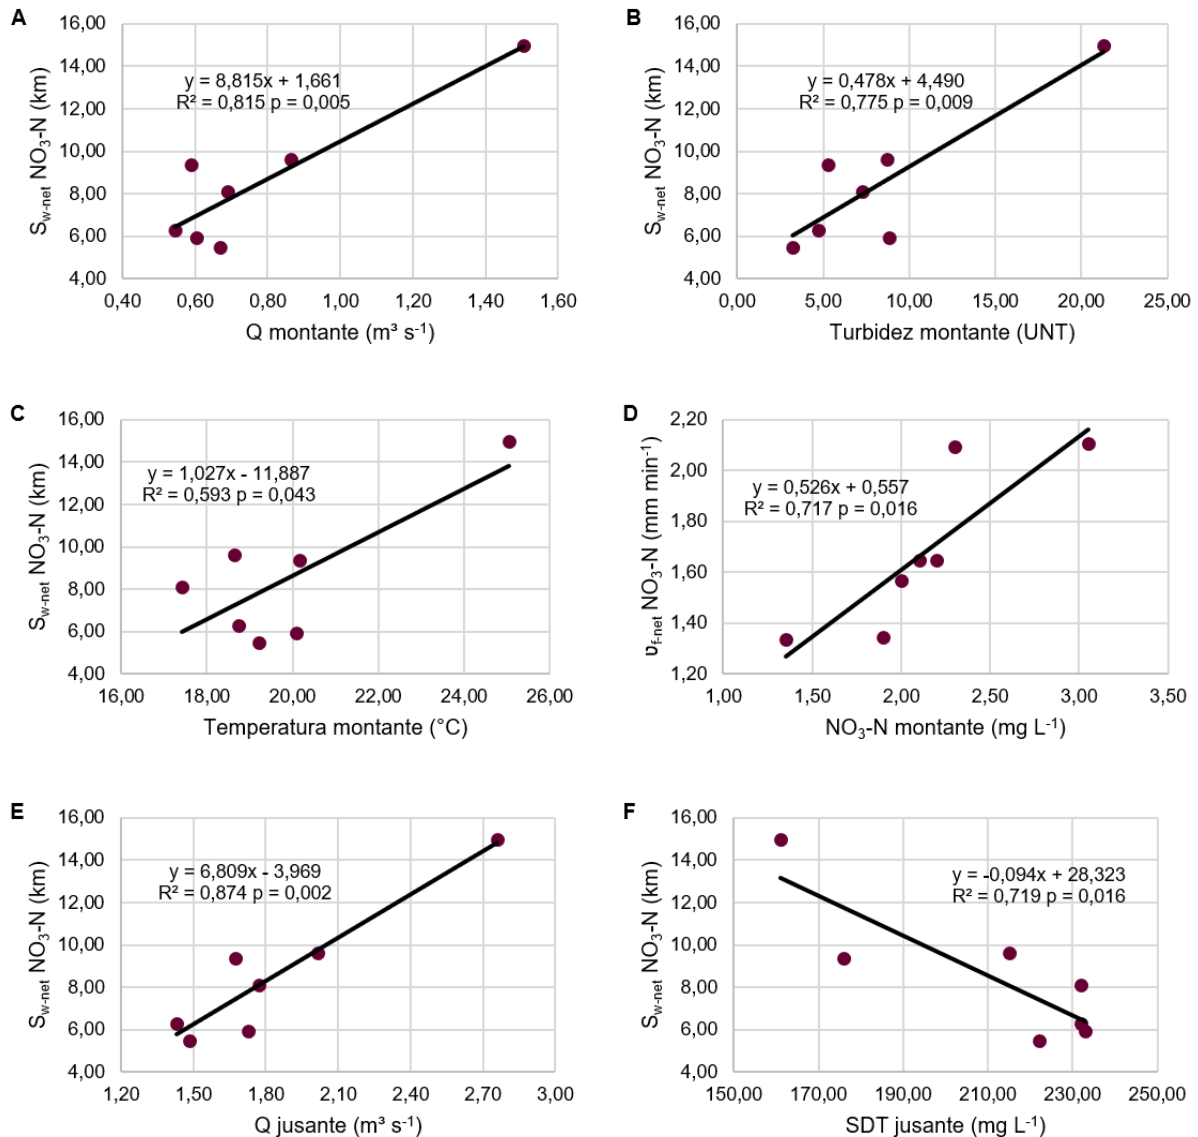 A
16,00
14,00
12,00
10,00
8,00
6,00
4,00
S_w-net NO₃-N (km)
y = 8,815x + 1,661
R² = 0,815 p = 0,005
0,40 0,60 0,80 1,00 1,20 1,40 1,60
Q montante (m³ s⁻¹)
B
16,00
14,00
12,00
10,00
8,00
6,00
4,00
S_w-net NO₃-N (km)
y = 0,478x + 4,490
R² = 0,775 p = 0,009
0,00 5,00 10,00 15,00 20,00 25,00
Turbidez montante (UNT)
C
16,00
14,00
12,00
10,00
8,00
6,00
4,00
S_w-net NO₃-N (km)
y = 1,027x - 11,887
R² = 0,593 p = 0,043
16,00 18,00 20,00 22,00 24,00 26,00
Temperatura montante (°C)
D
2,20
2,00
1,80
1,60
1,40
1,20
ʋ_f-net NO₃-N (mm min⁻¹)
y = 0,526x + 0,557
R² = 0,717 p = 0,016
1,00 1,50 2,00 2,50 3,00 3,50
NO₃-N montante (mg L⁻¹)
E
16,00
14,00
12,00
10,00
8,00
6,00
4,00
S_w-net NO₃-N (km)
y = 6,809x - 3,969
R² = 0,874 p = 0,002
1,20 1,50 1,80 2,10 2,40 2,70 3,00
Q jusante (m³ s⁻¹)
F
16,00
14,00
12,00
10,00
8,00
6,00
4,00
S_w-net NO₃-N (km)
y = -0,094x + 28,323
R² = 0,719 p = 0,016
150,00 170,00 190,00 210,00 230,00 250,00
SDT jusante (mg L⁻¹)